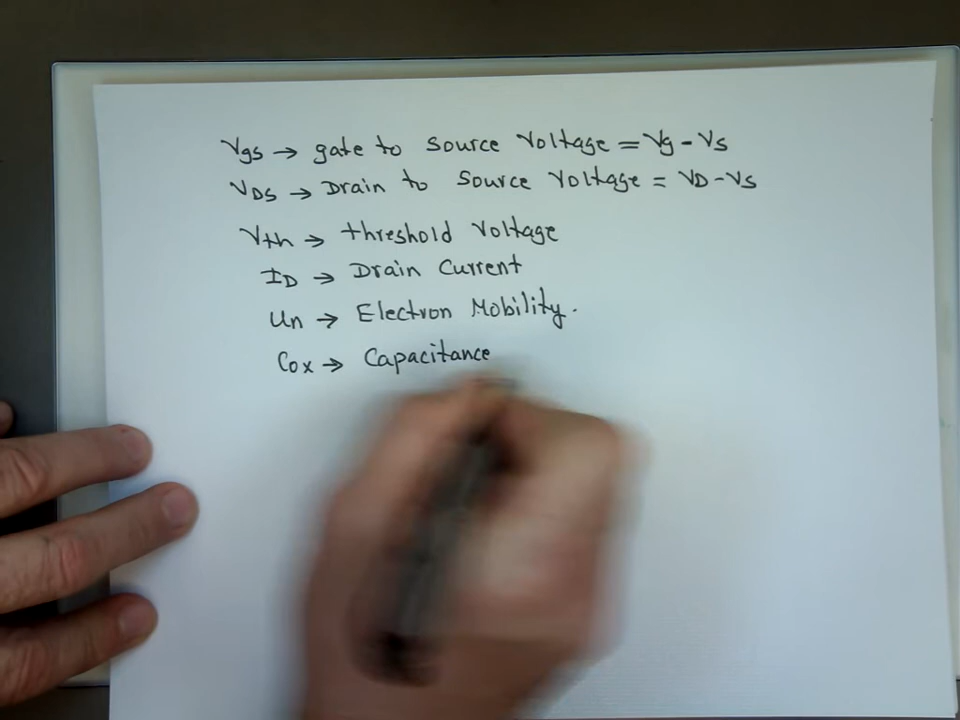 Vgs → gate to source Voltage = Vg - Vs
VDS → Drain to source Voltage = VD - VS
Vth → threshold Voltage
ID → Drain Current
Un → Electron Mobility.
Cox → Capacitance